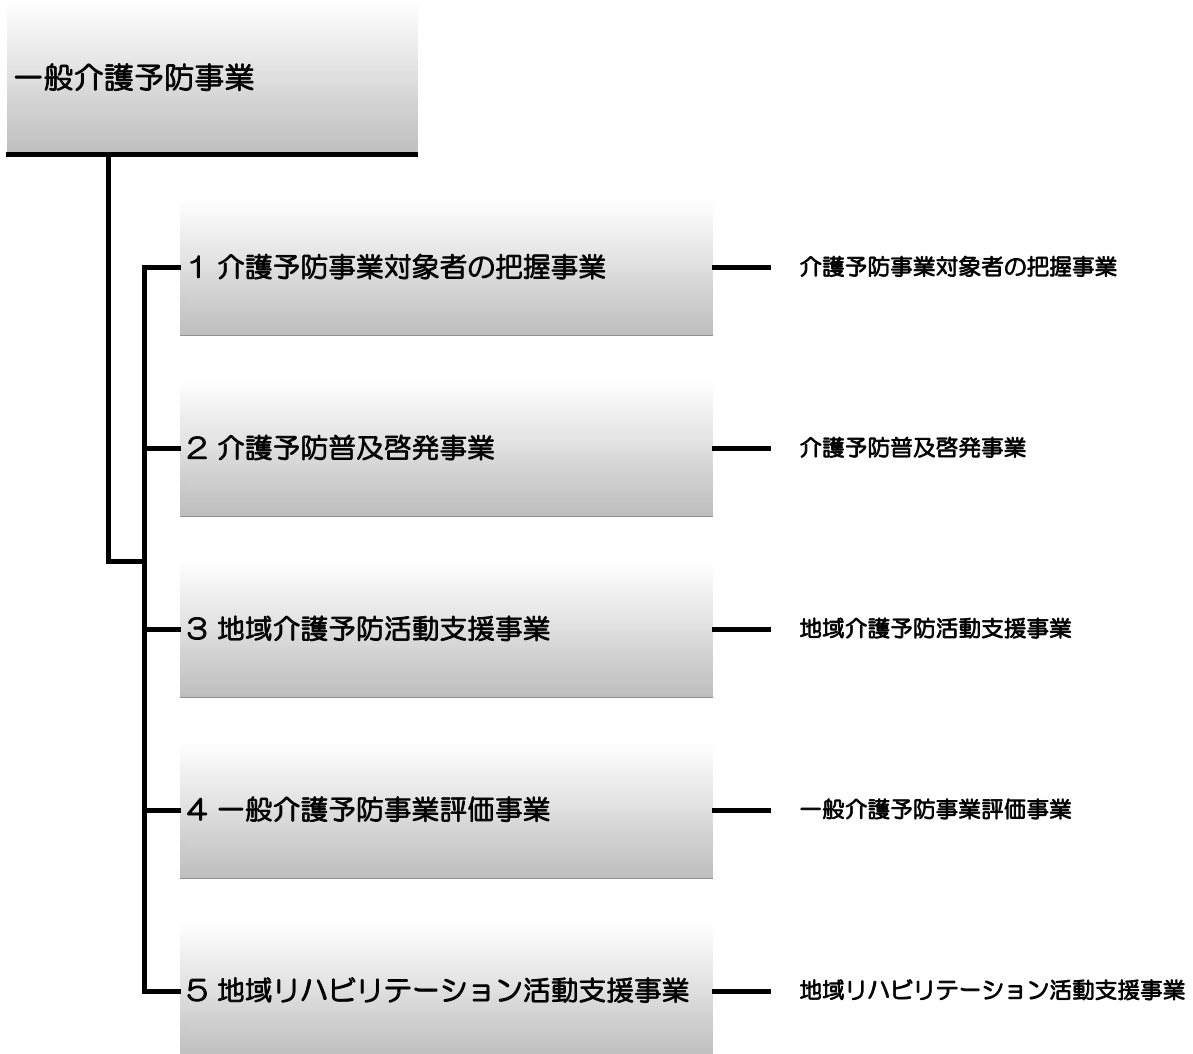 一般介護予防事業
１ 介護予防事業対象者の把握事業
介護予防事業対象者の把握事業
２ 介護予防普及啓発事業
介護予防普及啓発事業
３ 地域介護予防活動支援事業
地域介護予防活動支援事業
４ 一般介護予防事業評価事業
一般介護予防事業評価事業
５ 地域リハビリテーション活動支援事業
地域リハビリテーション活動支援事業